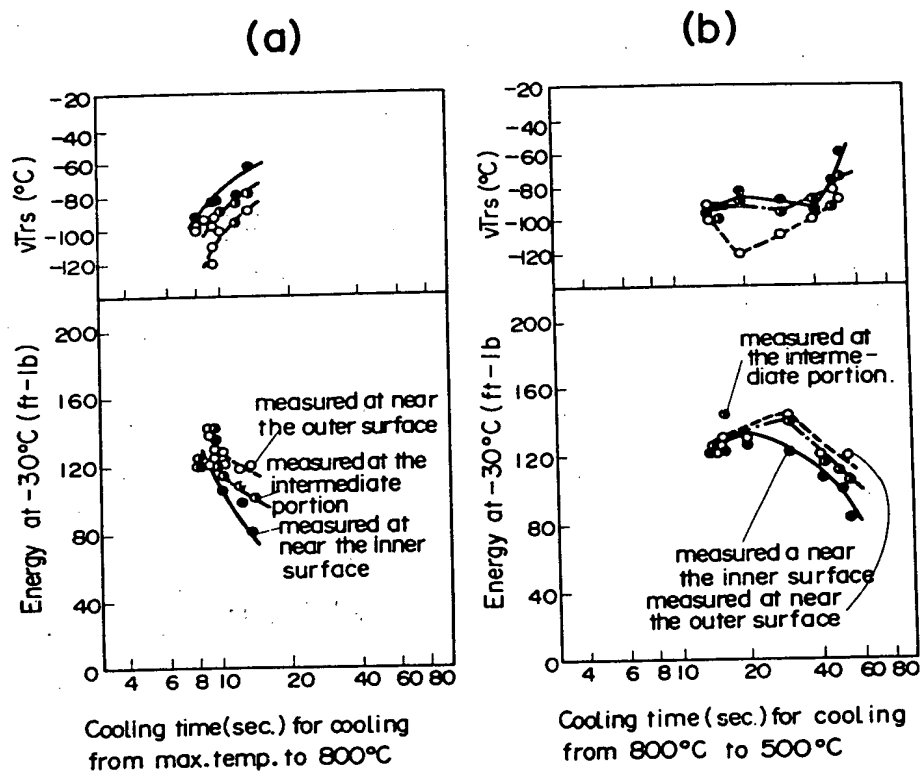 (a)
(b)
-20
-40
-60
-80
-100
-120
vTrs (°C)
-20
-40
-60
-80
-100
-120
vTrs (°C)
200
160
120
80
40
0
Energy at -30°C (ft-lb)
measured at near
the outer surface
measured at the
intermediate
portion
measured at
near the inner
surface
4 6 8 10 20 40 60 80
Cooling time(sec.) for cooling
from max.temp. to 800°C
200
160
120
80
40
0
Energy at -30°C (ft-lb)
measured at
the interme-
diate portion.
measured a near
the inner surface
measured at near
the outer surface
4 6 8 10 20 40 60 80
Cooling time(sec.) for cooling
from 800°C to 500°C